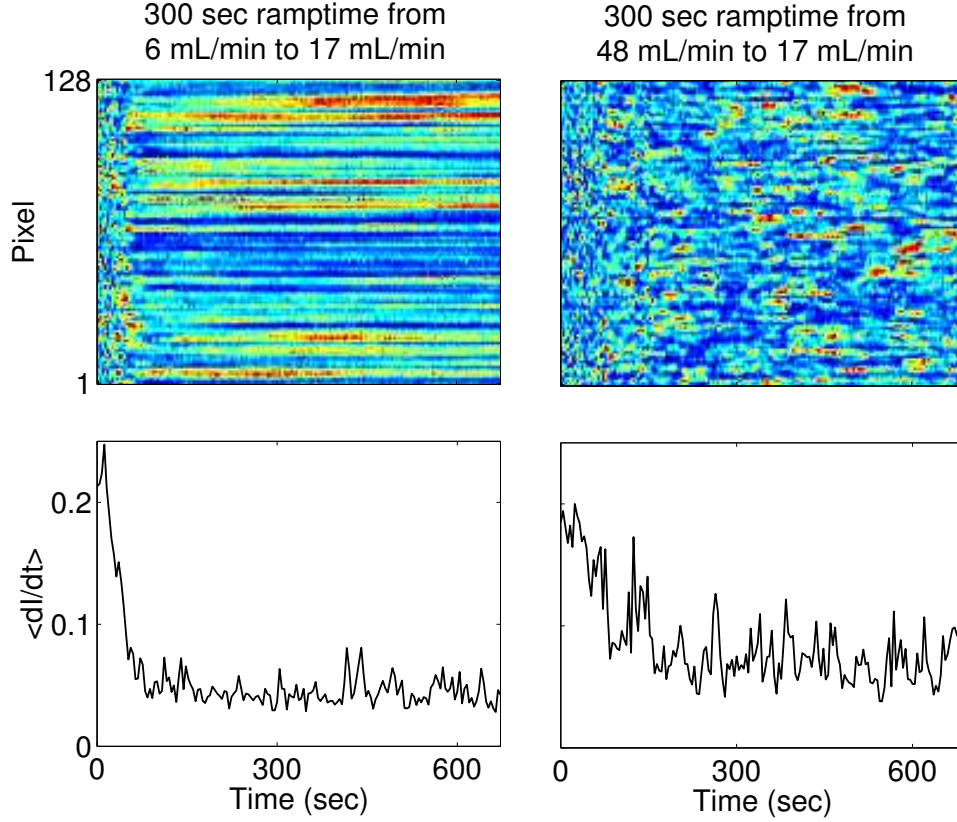 300 sec ramptime from
6 mL/min to 17 mL/min
300 sec ramptime from
48 mL/min to 17 mL/min
128
Pixel
1
0.2
0.1
0
<dI/dt>
0
300
600
Time (sec)
0
300
600
Time (sec)